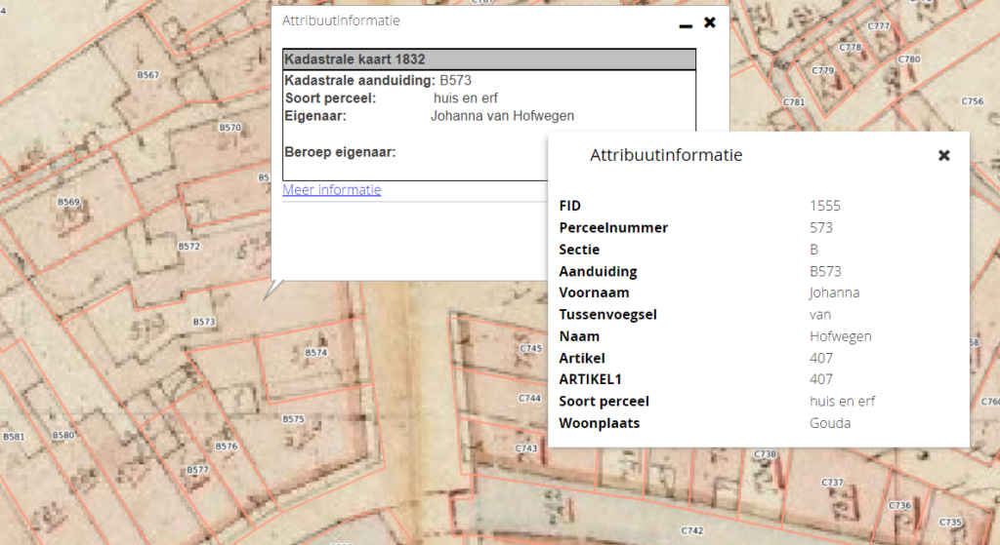 Attribuutinformatie
Kadastrale kaart 1832
Kadastrale aanduiding: B573
Soort perceel: huis en erf
Eigenaar: Johanna van Hofwegen
Beroep eigenaar:
Meer informatie
Attribuutinformatie
FID 1555
Perceelnummer 573
Sectie B
Aanduiding B573
Voornaam Johanna
Tussenvoegsel van
Naam Hofwegen
Artikel 407
ARTIKEL1 407
Soort perceel huis en erf
Woonplaats Gouda
B567
B570
B569
B572
B573
B574
B575
B576
B577
B580
B581
C777
C778
C779
C780
C781
C756
C745
C744
C743
C738
C737
C736
C735
C742